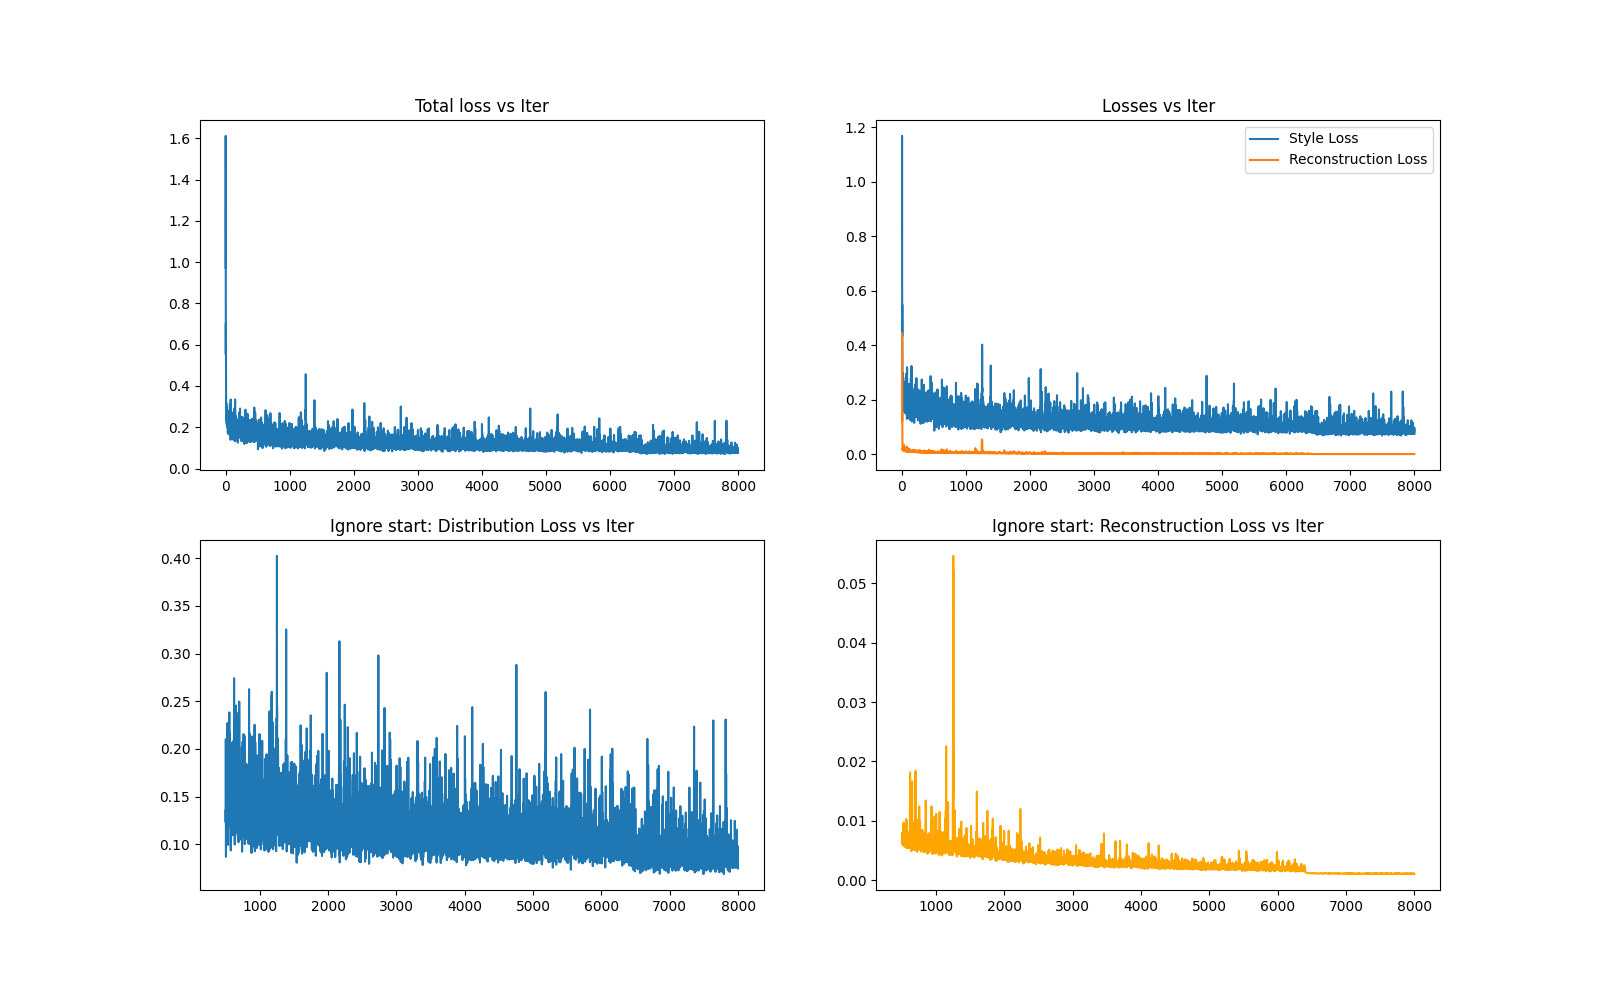 Total loss vs Iter
1.6
1.4
1.2
1.0
0.8
0.6
0.4
0.2
0.0
0 1000 2000 3000 4000 5000 6000 7000 8000
Losses vs Iter
Style Loss
Reconstruction Loss
1.2
1.0
0.8
0.6
0.4
0.2
0.0
0 1000 2000 3000 4000 5000 6000 7000 8000
Ignore start: Distribution Loss vs Iter
0.40
0.35
0.30
0.25
0.20
0.15
0.10
1000 2000 3000 4000 5000 6000 7000 8000
Ignore start: Reconstruction Loss vs Iter
0.05
0.04
0.03
0.02
0.01
0.00
1000 2000 3000 4000 5000 6000 7000 8000